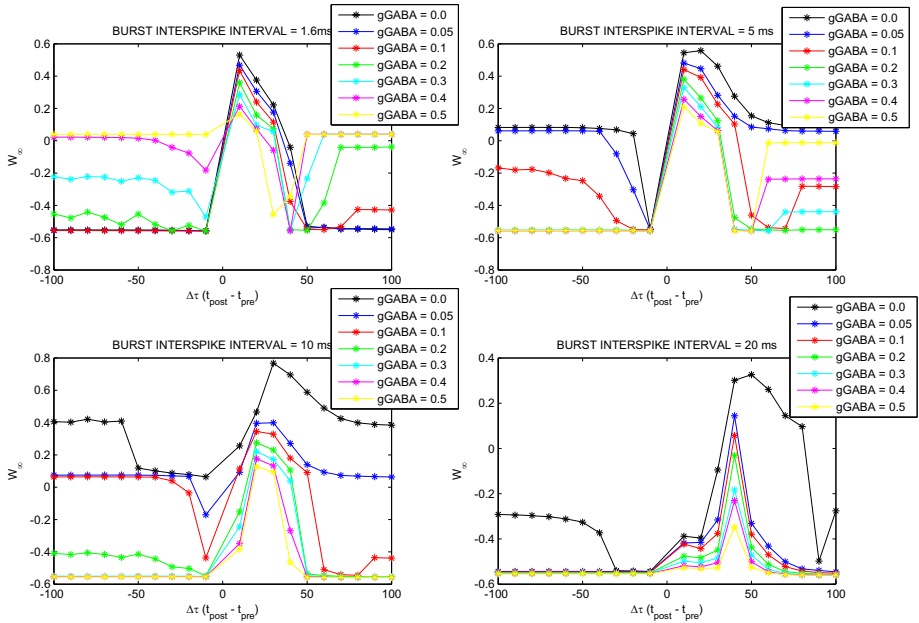 BURST INTERSPIKE INTERVAL = 1.6ms
gGABA = 0.0
gGABA = 0.05
gGABA = 0.1
gGABA = 0.2
gGABA = 0.3
gGABA = 0.4
gGABA = 0.5
0.6
0.4
0.2
0
-0.2
-0.4
-0.6
-0.8
W∞
-100
-50
0
50
100
Δτ (t_post - t_pre)
BURST INTERSPIKE INTERVAL = 5 ms
gGABA = 0.0
gGABA = 0.05
gGABA = 0.1
gGABA = 0.2
gGABA = 0.3
gGABA = 0.4
gGABA = 0.5
0.6
0.4
0.2
0
-0.2
-0.4
-0.6
-0.8
W∞
-100
-50
0
50
100
Δτ (t_post - t_pre)
BURST INTERSPIKE INTERVAL = 10 ms
gGABA = 0.0
gGABA = 0.05
gGABA = 0.1
gGABA = 0.2
gGABA = 0.3
gGABA = 0.4
gGABA = 0.5
0.8
0.6
0.4
0.2
0
-0.2
-0.4
-0.6
W∞
-100
-50
0
50
100
Δτ (t_post - t_pre)
BURST INTERSPIKE INTERVAL = 20 ms
gGABA = 0.0
gGABA = 0.05
gGABA = 0.1
gGABA = 0.2
gGABA = 0.3
gGABA = 0.4
gGABA = 0.5
0.4
0.2
0
-0.2
-0.4
-0.6
W∞
-100
-50
0
50
100
Δτ (t_post - t_pre)